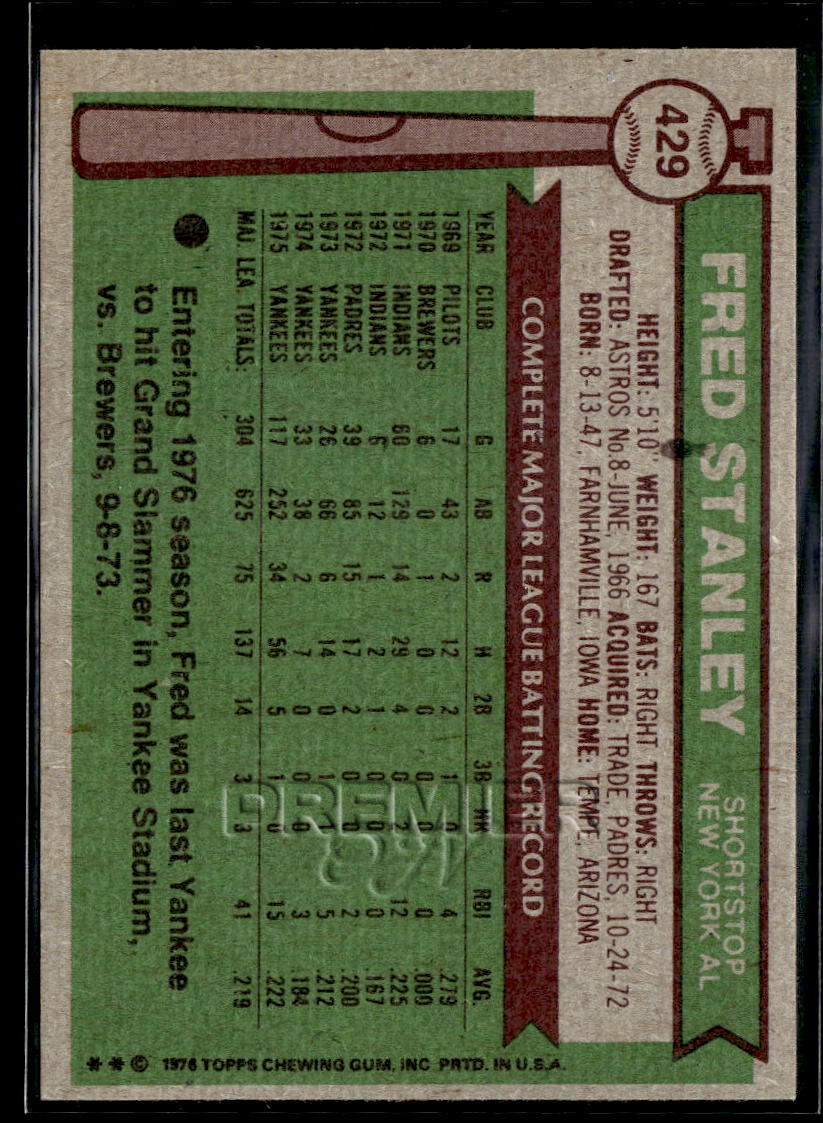 429
FRED STANLEY
SHORTSTOP
NEW YORK AL
HEIGHT: 5'10" WEIGHT: 167 BATS: RIGHT THROWS: RIGHT
DRAFTED: ASTROS No.8-JUNE, 1966 ACQUIRED: TRADE, PADRES, 10-24-72
BORN: 8-13-47, FARNHAMVILLE, IOWA HOME: TEMPE, ARIZONA
COMPLETE MAJOR LEAGUE BATTING RECORD
YEAR CLUB G AB R H 2B 3B HR RBI AVG.
1969 PILOTS 17 43 2 12 2 1 0 4 .279
1970 BREWERS 6 0 1 0 0 0 0 0 .000
1971 INDIANS 60 129 14 29 4 0 2 12 .225
1972 INDIANS 6 12 1 2 1 0 0 0 .167
1972 PADRES 39 85 15 17 2 0 0 2 .200
1973 YANKEES 26 66 6 14 0 1 1 5 .212
1974 YANKEES 33 38 2 7 0 0 0 3 .184
1975 YANKEES 117 252 34 56 5 1 0 15 .222
MAJ. LEA TOTALS: 304 625 75 137 14 3 3 41 .219
Entering 1976 season, Fred was last Yankee
to hit Grand Slammer in Yankee Stadium,
vs. Brewers, 9-8-73.
* * © 1976 TOPPS CHEWING GUM, INC. PRTD. IN U.S.A.
PREMIER